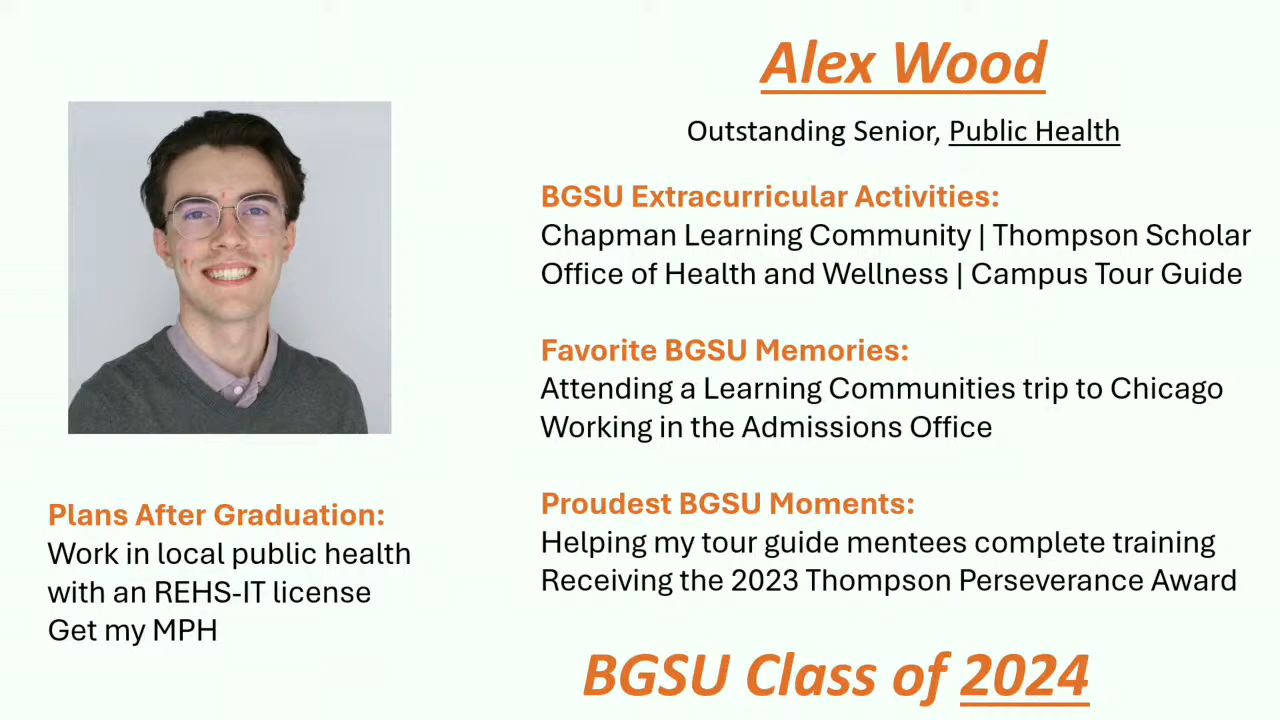 Alex Wood
Outstanding Senior, Public Health
BGSU Extracurricular Activities:
Chapman Learning Community | Thompson Scholar
Office of Health and Wellness | Campus Tour Guide
Favorite BGSU Memories:
Attending a Learning Communities trip to Chicago
Working in the Admissions Office
Proudest BGSU Moments:
Helping my tour guide mentees complete training
Receiving the 2023 Thompson Perseverance Award
Plans After Graduation:
Work in local public health
with an REHS-IT license
Get my MPH
BGSU Class of 2024